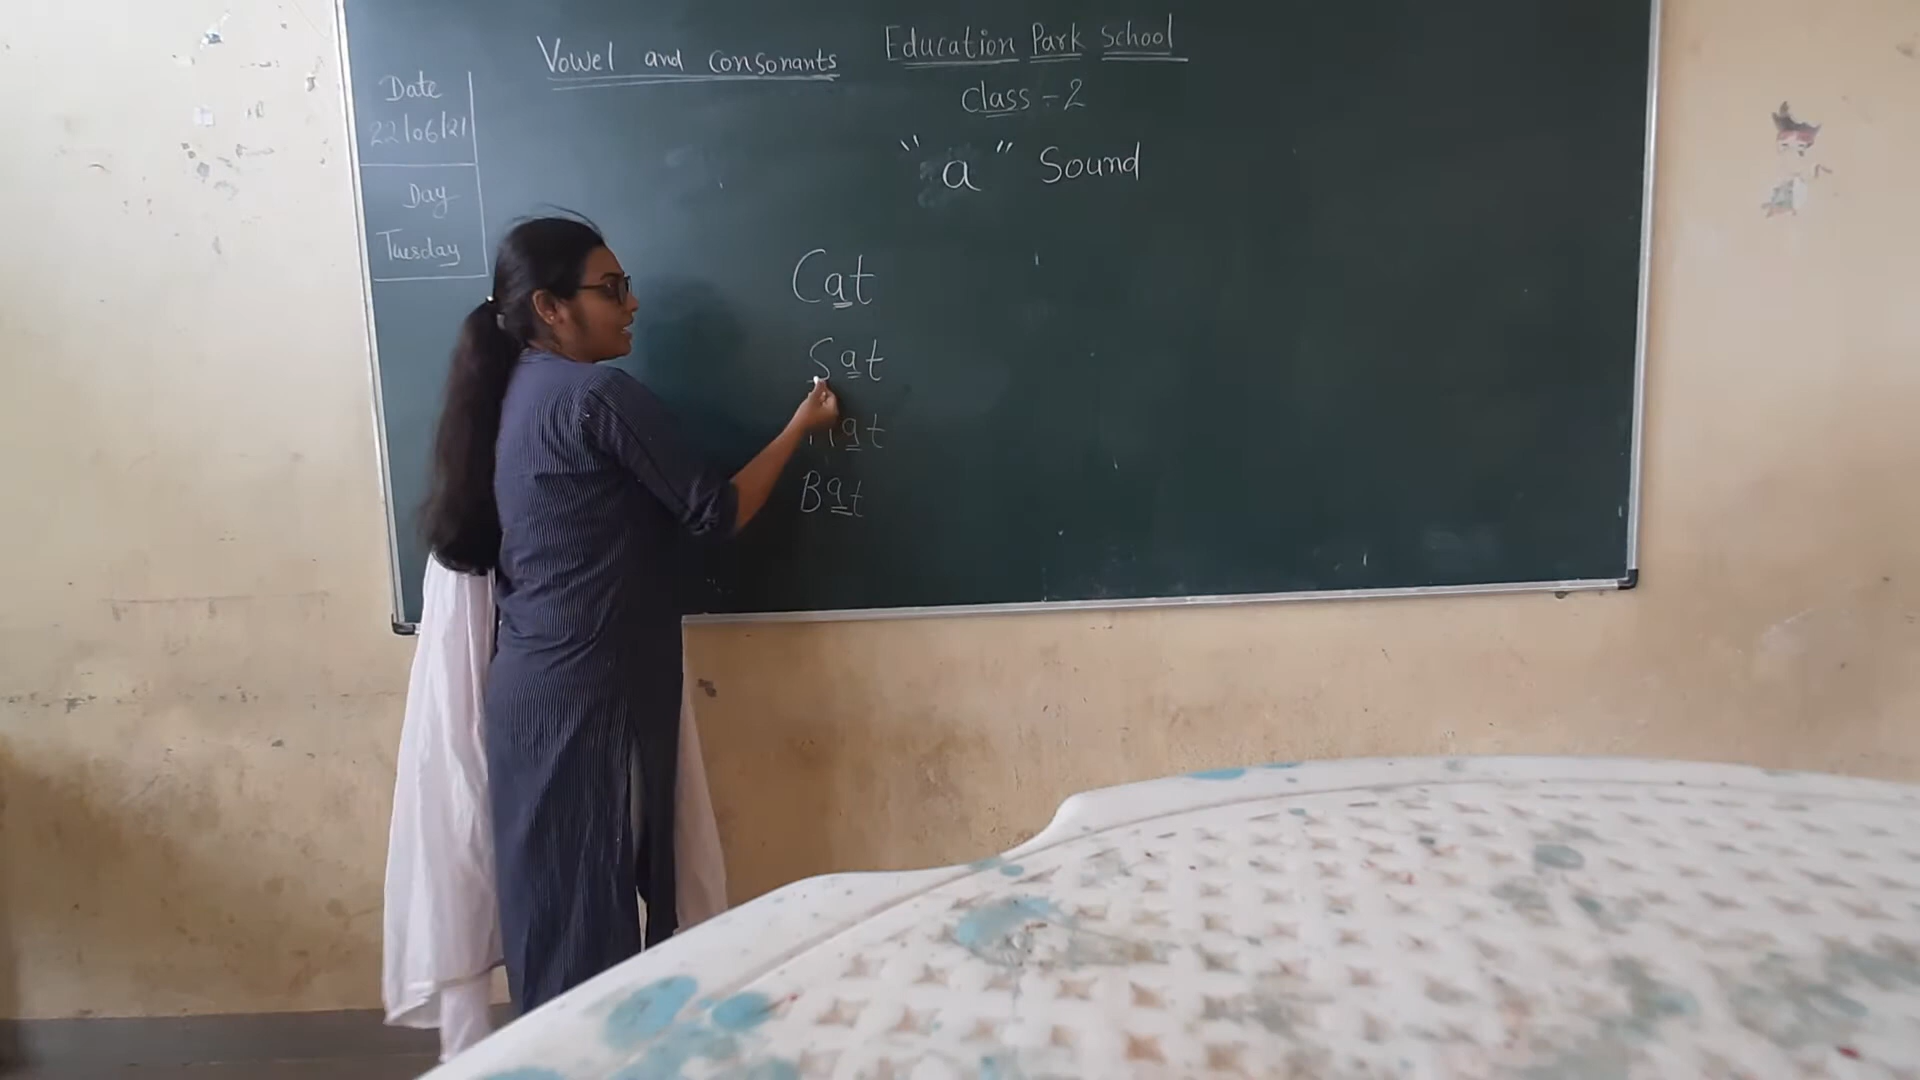 Vowel and consonants
Education Park School
Class - 2
Date
22/06/21
Day
Tuesday
"a" Sound
Cat
Sat
Bat